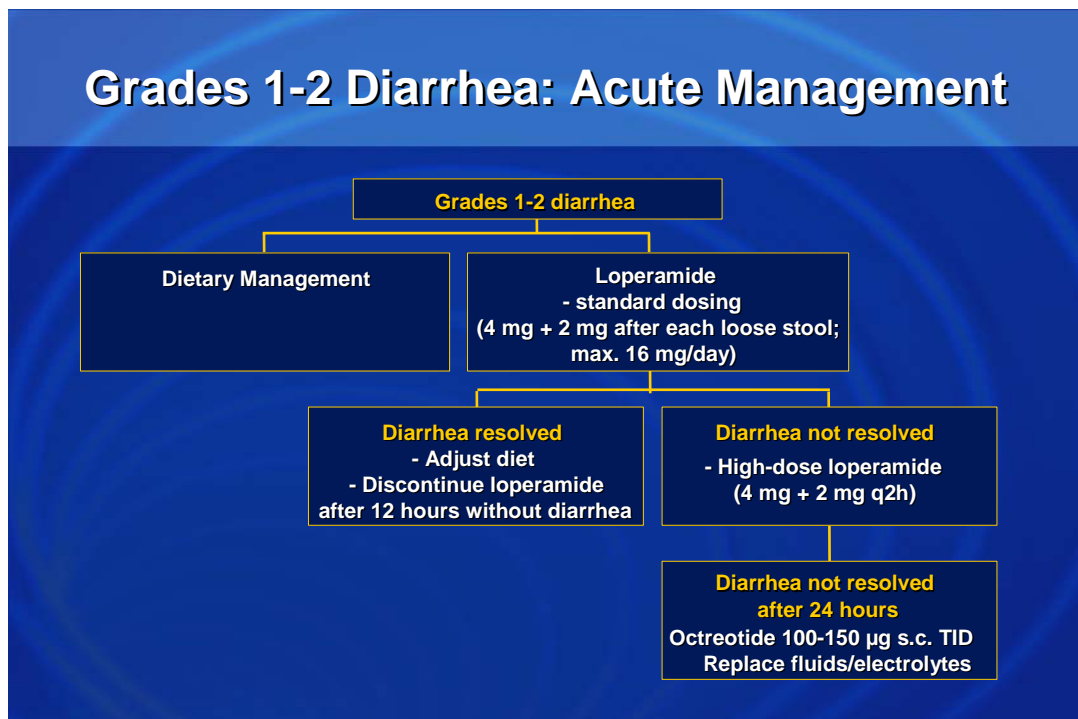 Grades 1-2 Diarrhea: Acute Management
Grades 1-2 diarrhea
Dietary Management
Loperamide
- standard dosing
(4 mg + 2 mg after each loose stool;
max. 16 mg/day)
Diarrhea resolved
- Adjust diet
- Discontinue loperamide
after 12 hours without diarrhea
Diarrhea not resolved
- High-dose loperamide
(4 mg + 2 mg q2h)
Diarrhea not resolved
after 24 hours
Octreotide 100-150 µg s.c. TID
Replace fluids/electrolytes